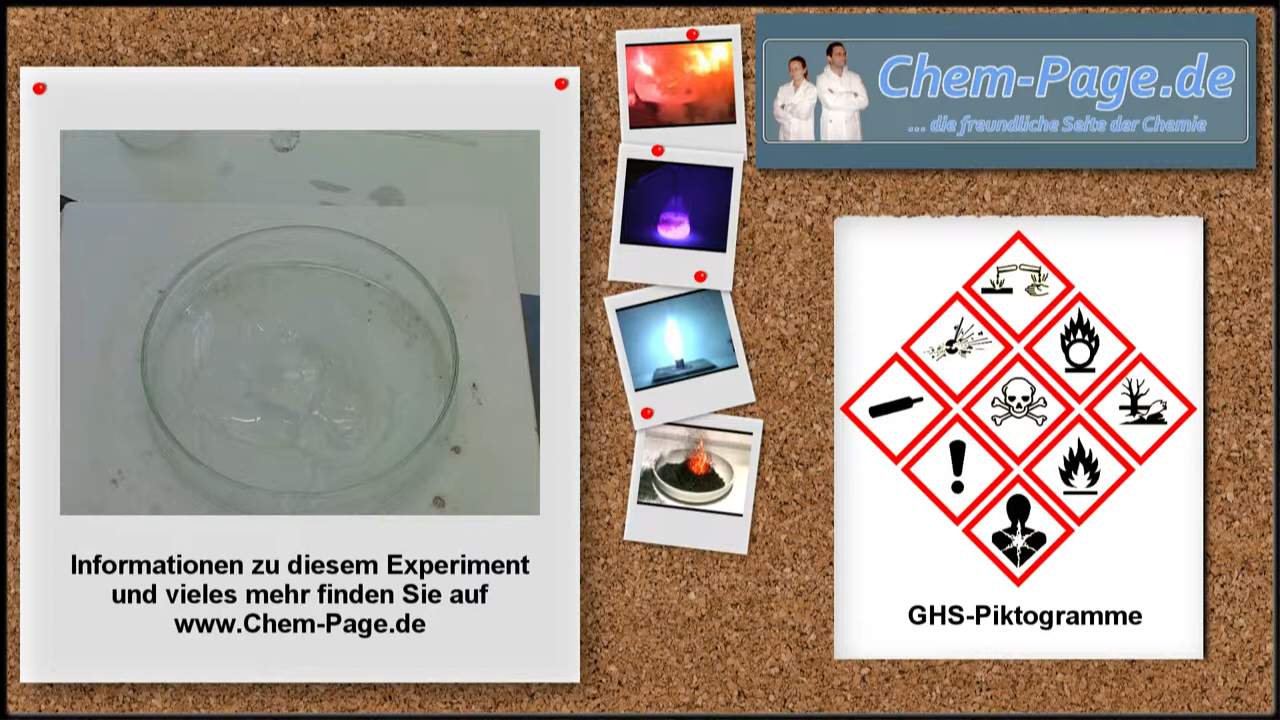 Chem-Page.de
... die freundliche Seite der Chemie
Informationen zu diesem Experiment
und vieles mehr finden Sie auf
www.Chem-Page.de
GHS-Piktogramme